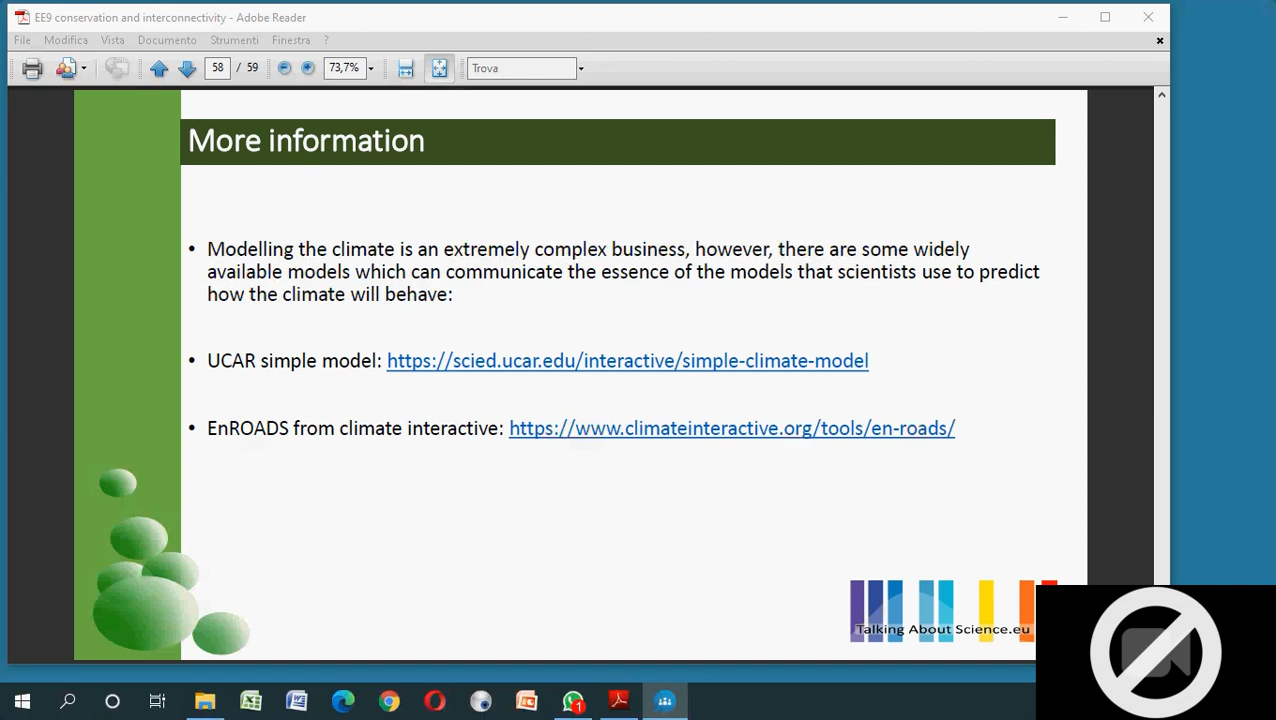 EE9 conservation and interconnectivity - Adobe Reader
File Modifica Vista Documento Strumenti Finestra ?
58 / 59 73,7% Trova
More information
• Modelling the climate is an extremely complex business, however, there are some widely
available models which can communicate the essence of the models that scientists use to predict
how the climate will behave:
• UCAR simple model: https://scied.ucar.edu/interactive/simple-climate-model
• EnROADS from climate interactive: https://www.climateinteractive.org/tools/en-roads/
Talking About Science.eu
1